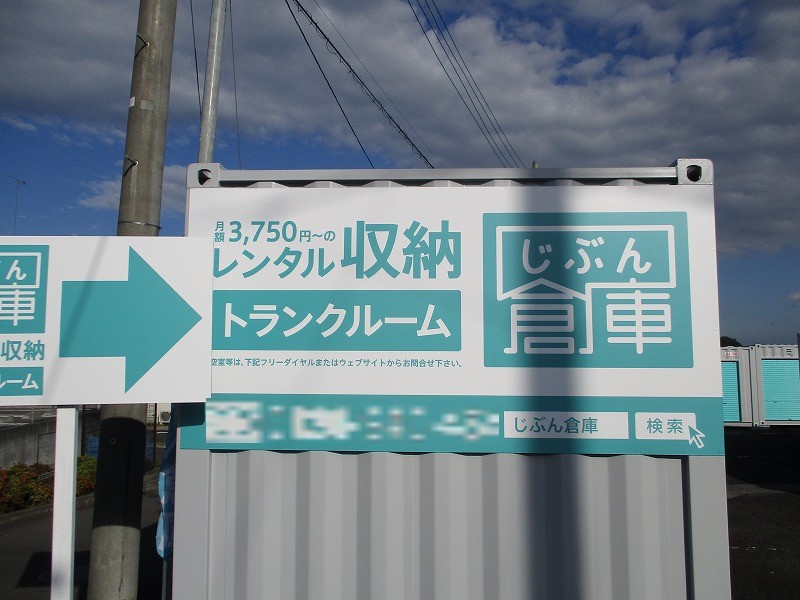 月額3,750円〜の
レンタル収納
トランクルーム
空室等は、下記フリーダイヤルまたはウェブサイトからお問合せ下さい。
じぶん
倉庫
じぶん倉庫
検索
ぶん
倉庫
収納
ルーム